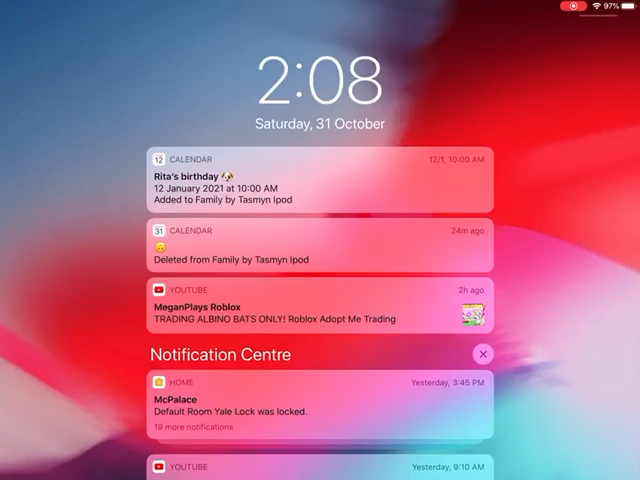 97%
2:08
Saturday, 31 October
12 CALENDAR 12/1, 10:00 AM
Rita's birthday 🐶
12 January 2021 at 10:00 AM
Added to Family by Tasmyn Ipod
31 CALENDAR 24m ago
🙃
Deleted from Family by Tasmyn Ipod
YOUTUBE 2h ago
MeganPlays Roblox
TRADING ALBINO BATS ONLY! Roblox Adopt Me Trading
Notification Centre
HOME Yesterday, 3:45 PM
McPalace
Default Room Yale Lock was locked.
19 more notifications
YOUTUBE Yesterday, 9:10 AM